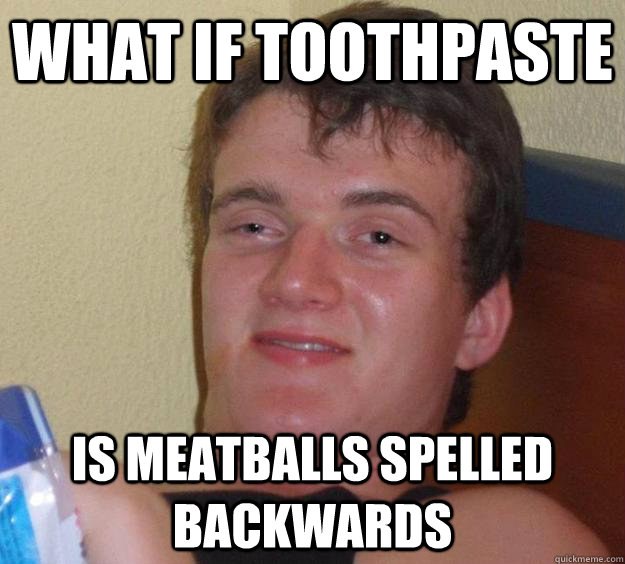 WHAT IF TOOTHPASTE
IS MEATBALLS SPELLED
BACKWARDS
quickmeme.com